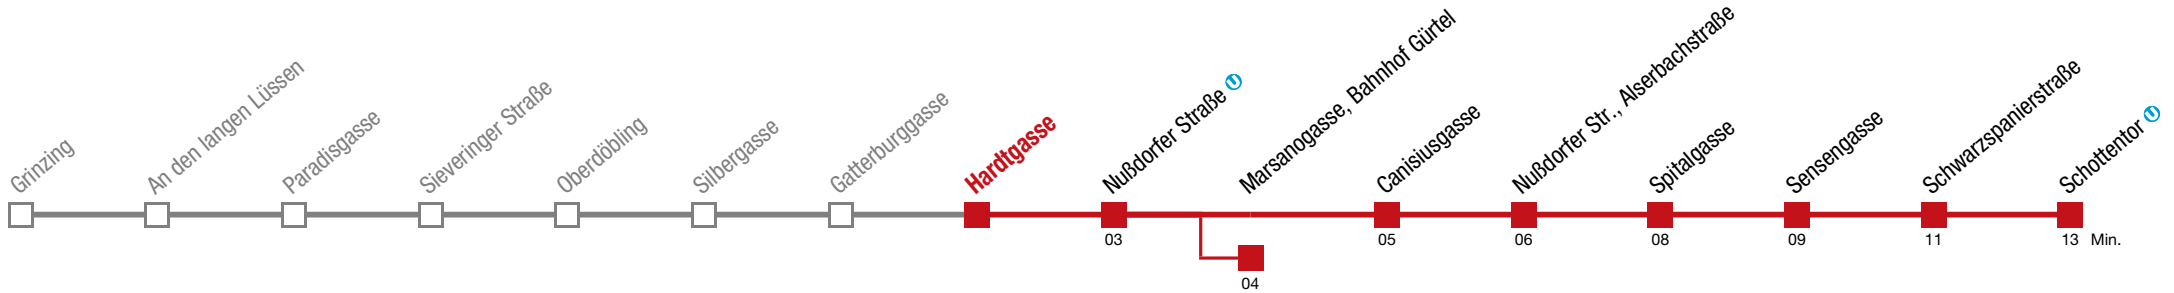 Grinzing
An den langen Lüssen
Paradisgasse
Sieveringer Straße
Oberdöbling
Silbergasse
Gatterburggasse
Hardtgasse
Nußdorfer Straße U
Marsanogasse, Bahnhof Gürtel
Canisiusgasse
Nußdorfer Str., Alserbachstraße
Spitalgasse
Sensengasse
Schwarzspanierstraße
Schottentor U
03
05
06
08
09
11
13 Min.
04